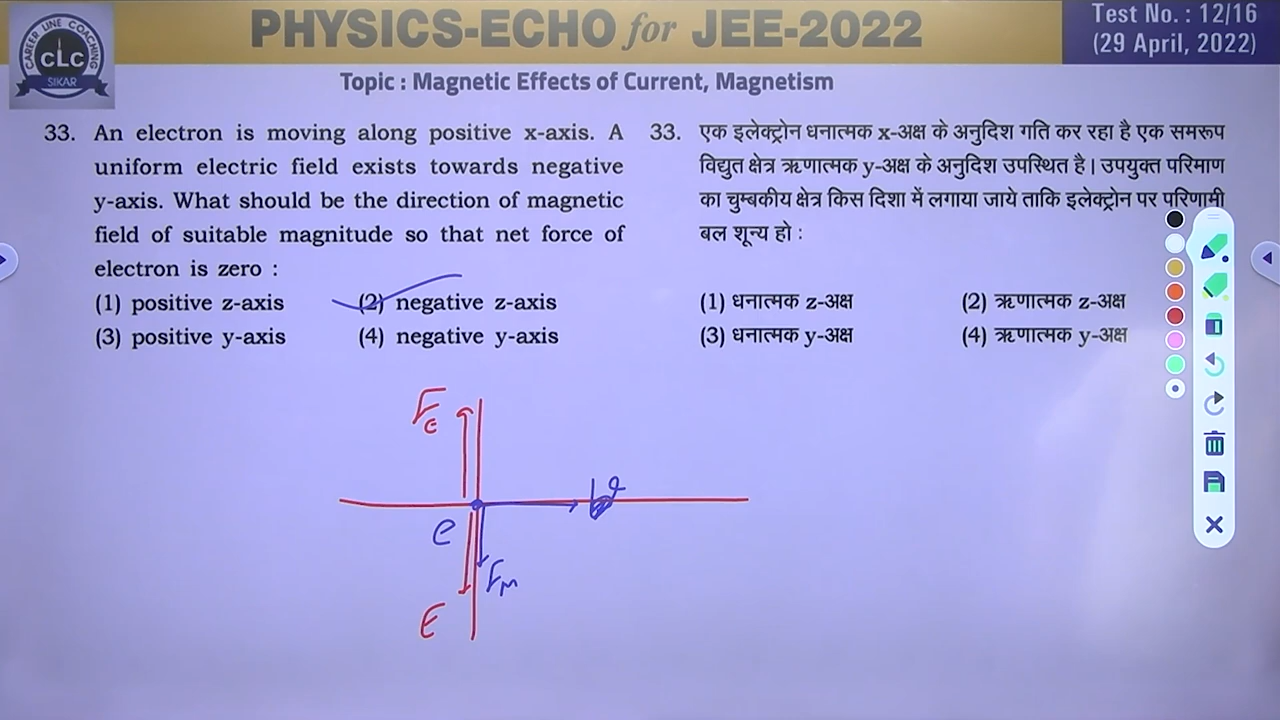 CAREER LINE COACHING
CLC
SIKAR
PHYSICS-ECHO for JEE-2022
Test No. : 12/16
(29 April, 2022)
Topic : Magnetic Effects of Current, Magnetism
33. An electron is moving along positive x-axis. A
uniform electric field exists towards negative
y-axis. What should be the direction of magnetic
field of suitable magnitude so that net force of
electron is zero :
(1) positive z-axis (2) negative z-axis
(3) positive y-axis (4) negative y-axis
33. एक इलेक्ट्रोन धनात्मक x-अक्ष के अनुदिश गति कर रहा है एक समरूप
विद्युत क्षेत्र ऋणात्मक y-अक्ष के अनुदिश उपस्थित है। उपयुक्त परिमाण
का चुम्बकीय क्षेत्र किस दिशा में लगाया जाये ताकि इलेक्ट्रोन पर परिणामी
बल शून्य हो :
(1) धनात्मक z-अक्ष (2) ऋणात्मक z-अक्ष
(3) धनात्मक y-अक्ष (4) ऋणात्मक y-अक्ष
FE
e
FM
E